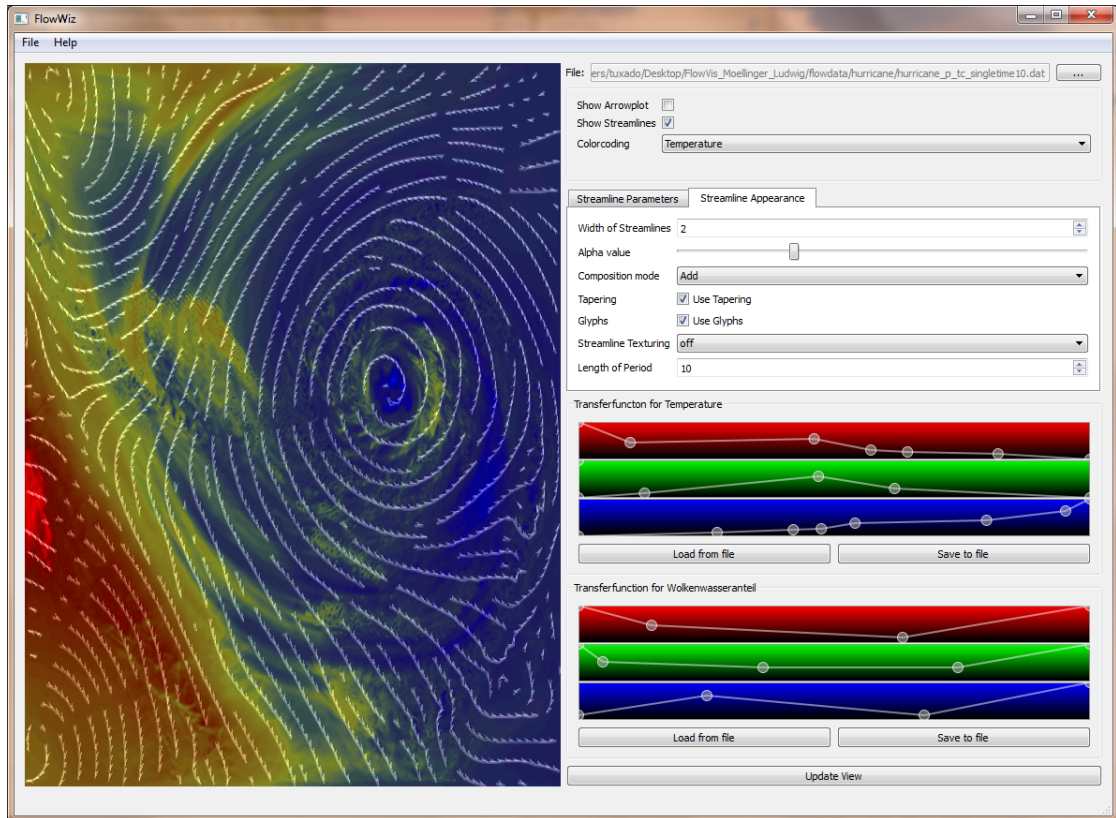 FlowWiz
File Help
File: ers/tuxado/Desktop/FlowVis_Moellinger_Ludwig/flowdata/hurricane/hurricane_p_tc_singletime10.dat ...
Show Arrowplot
Show Streamlines
Colorcoding Temperature
Streamline Parameters Streamline Appearance
Width of Streamlines 2
Alpha value
Composition mode Add
Tapering Use Tapering
Glyphs Use Glyphs
Streamline Texturing off
Length of Period 10
Transferfuncton for Temperature
Load from file Save to file
Transferfunction for Wolkenwasseranteil
Load from file Save to file
Update View